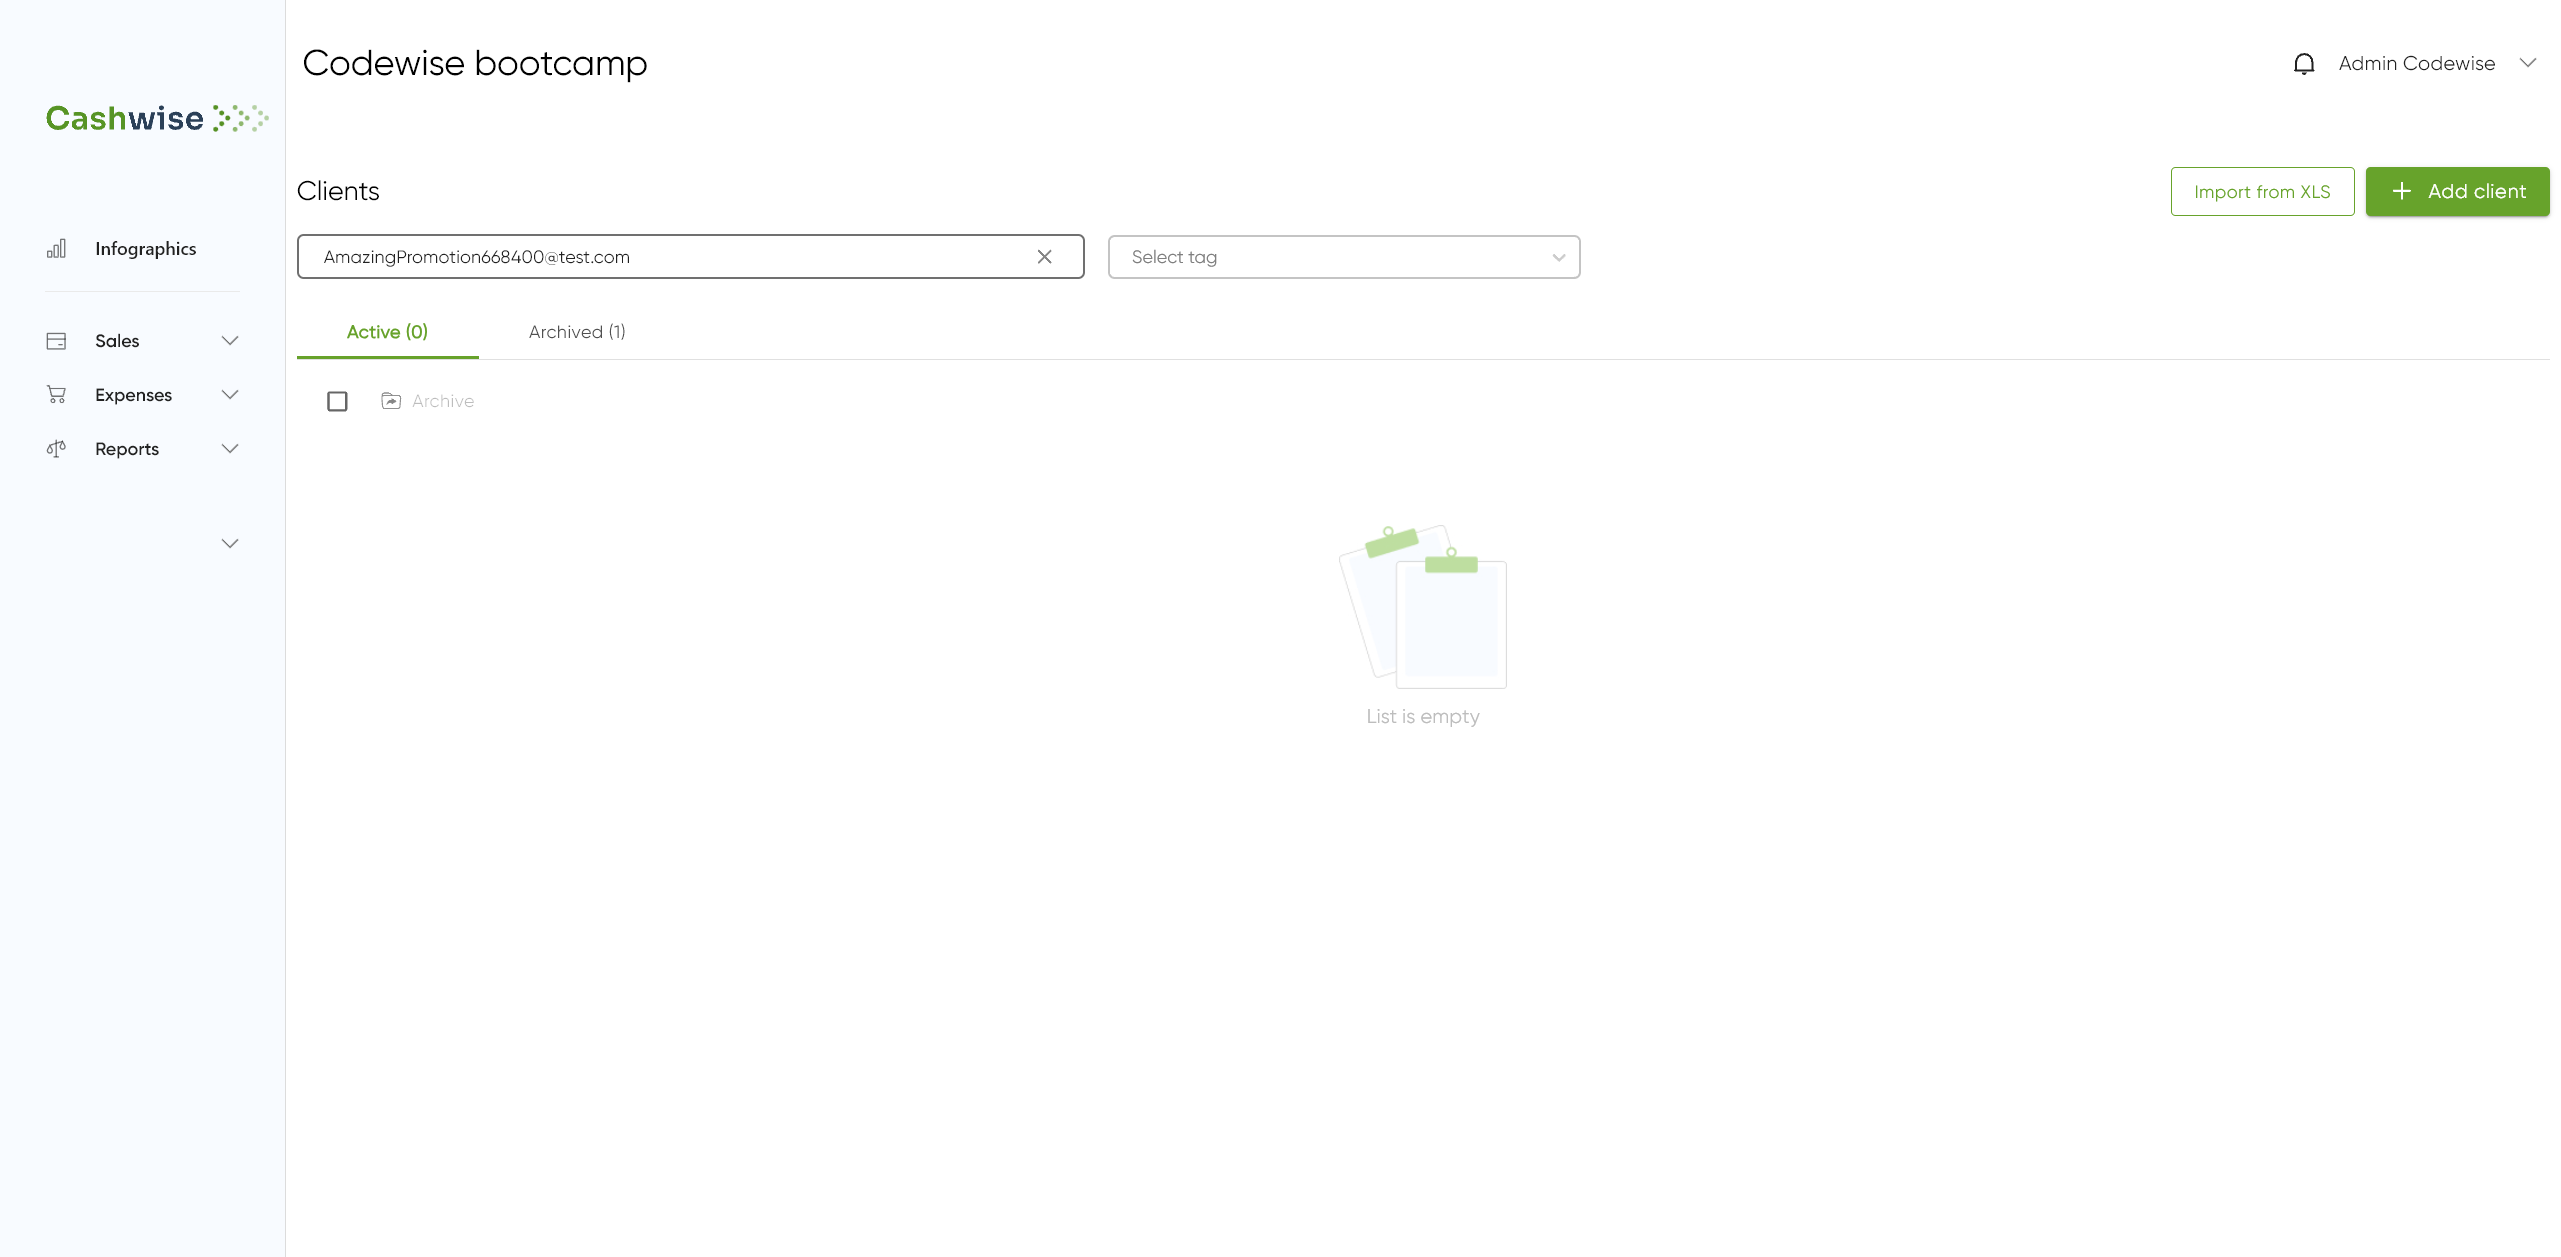 Codewise bootcamp
Admin Codewise
Cashwise
Clients
Import from XLS
Add client
Infographics
AmazingPromotion668400@test.com
Select tag
Active (0)
Archived (1)
Sales
Archive
Expenses
Reports
List is empty